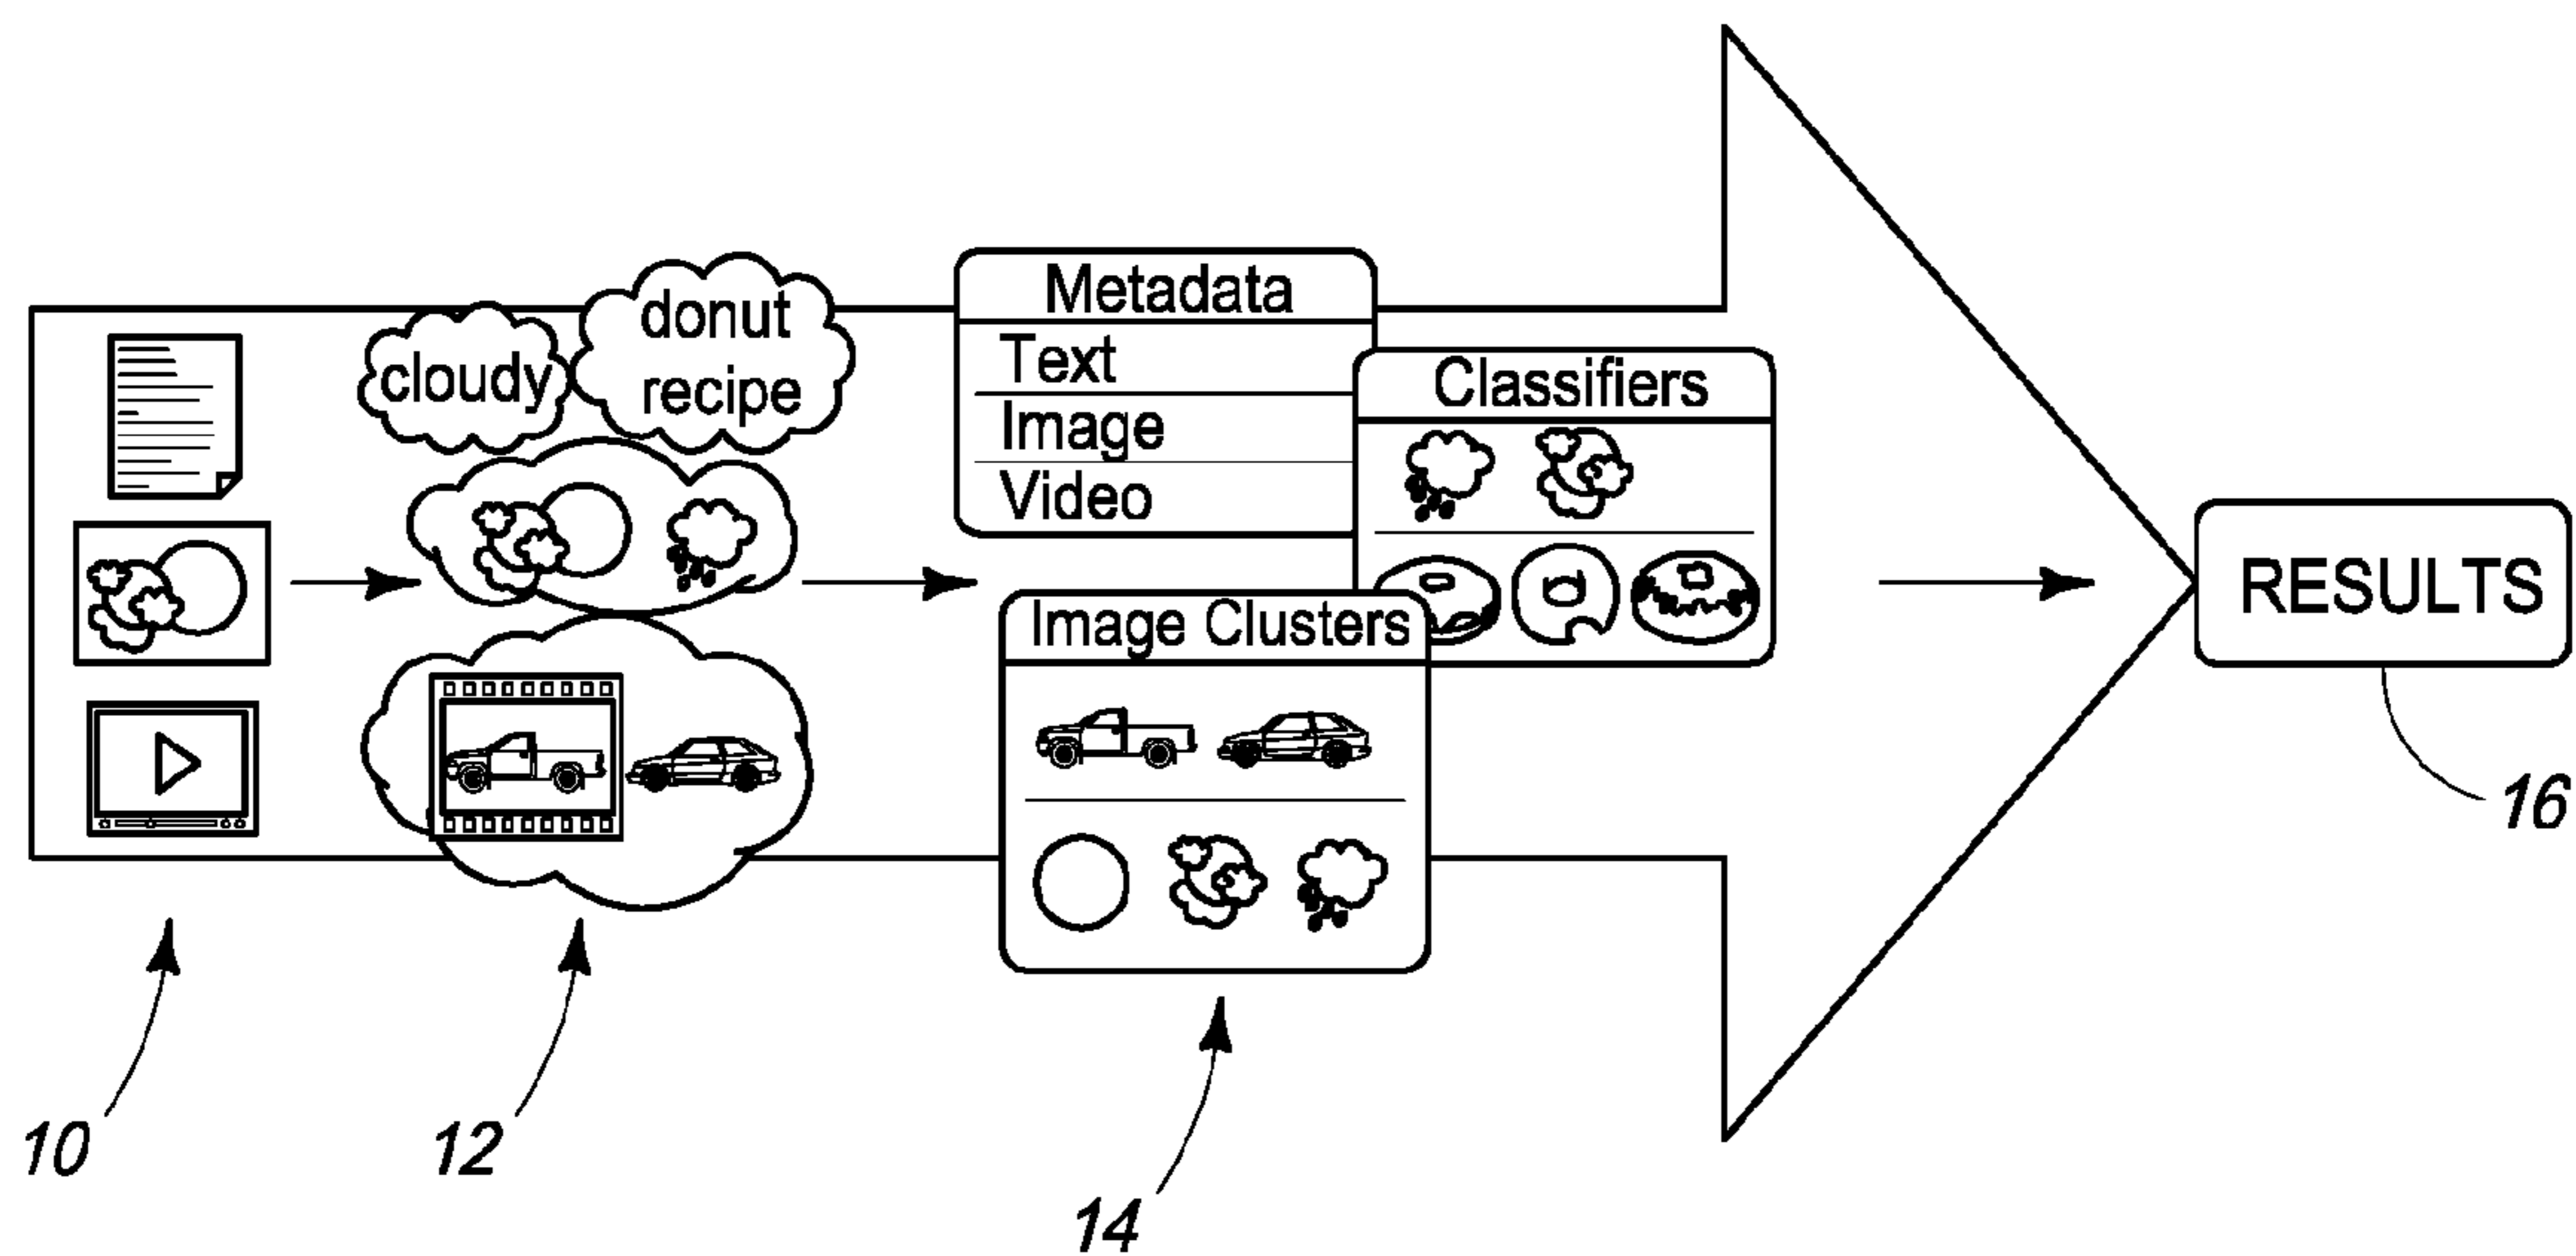 cloudy
donut
recipe
Metadata
Text
Image
Video
Classifiers
Image Clusters
RESULTS
10
12
14
16